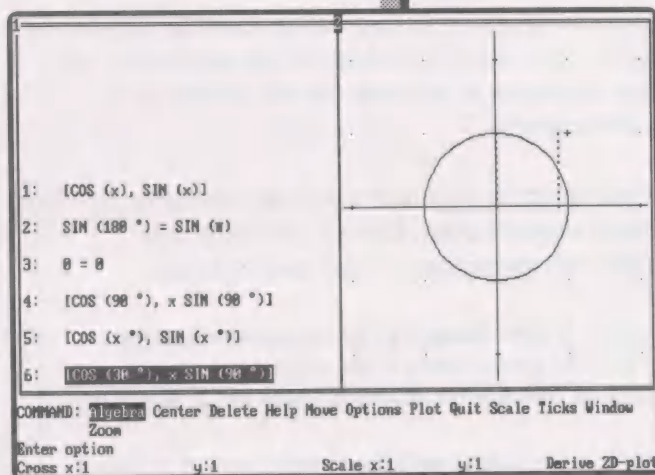 1 2
1: [COS (x), SIN (x)]
2: SIN (180 °) = SIN (π)
3: 0 = 0
4: [COS (90 °), x SIN (90 °)]
5: [COS (x °), SIN (x °)]
6: [COS (30 °), x SIN (90 °)]
COMMAND: Algebra Center Delete Help Move Options Plot Quit Scale Ticks Window
Zoom
Enter option
Cross x:1 y:1 Scale x:1 y:1 Derive 2D-plot